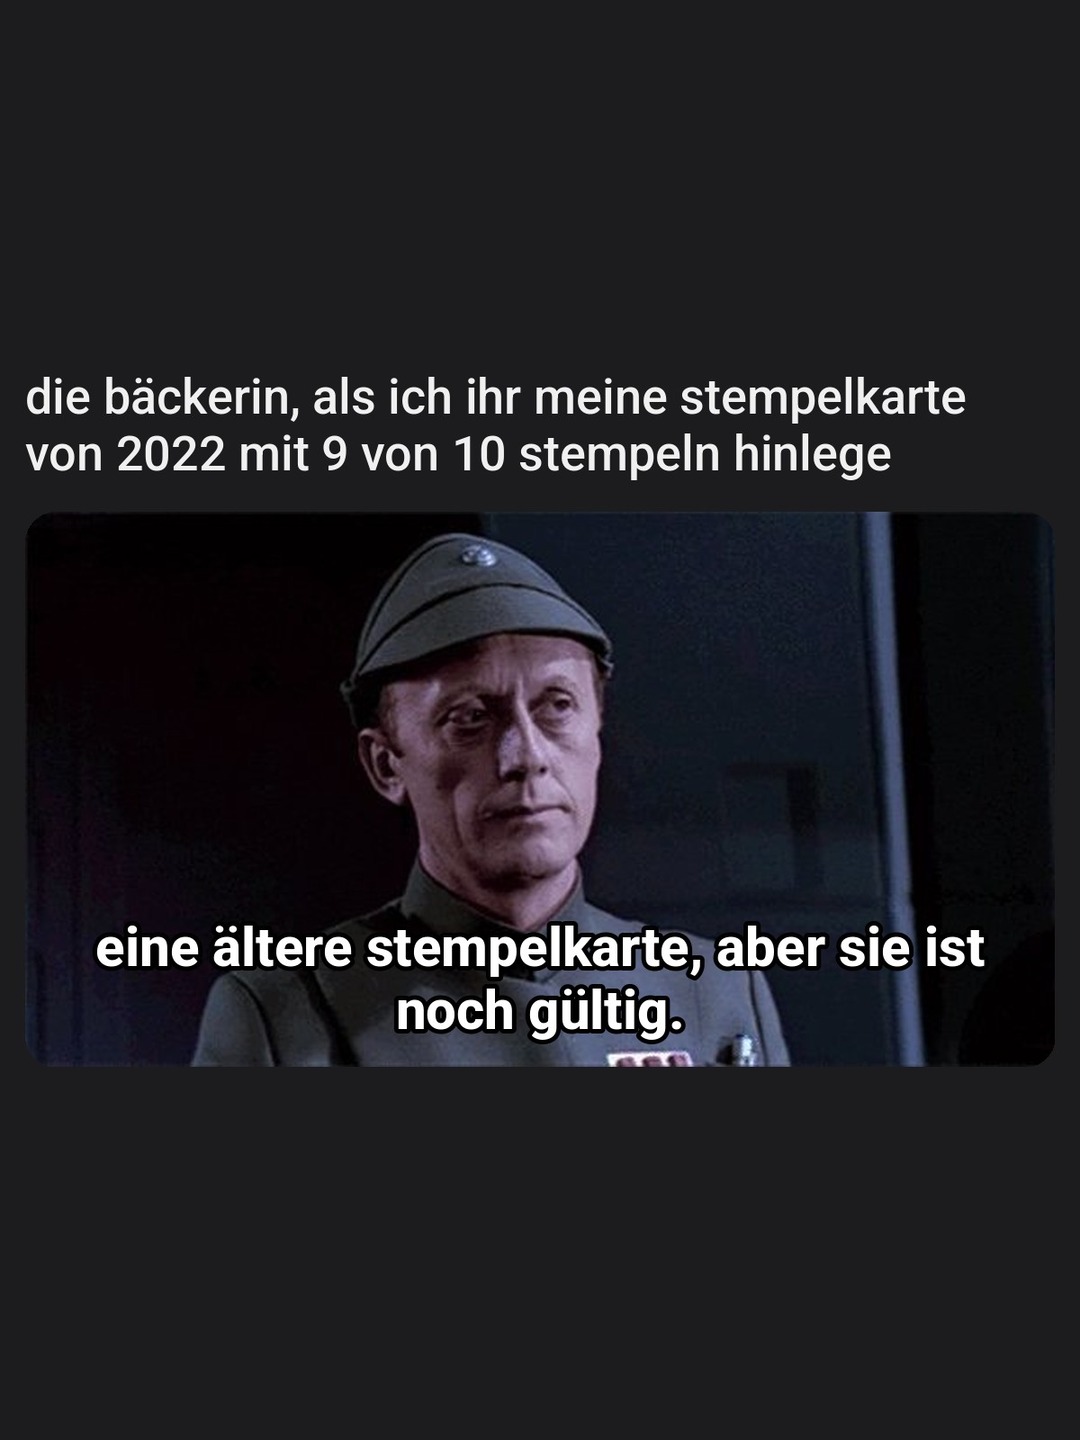 die bäckerin, als ich ihr meine stempelkarte
von 2022 mit 9 von 10 stempeln hinlege
eine ältere stempelkarte, aber sie ist
noch gültig.